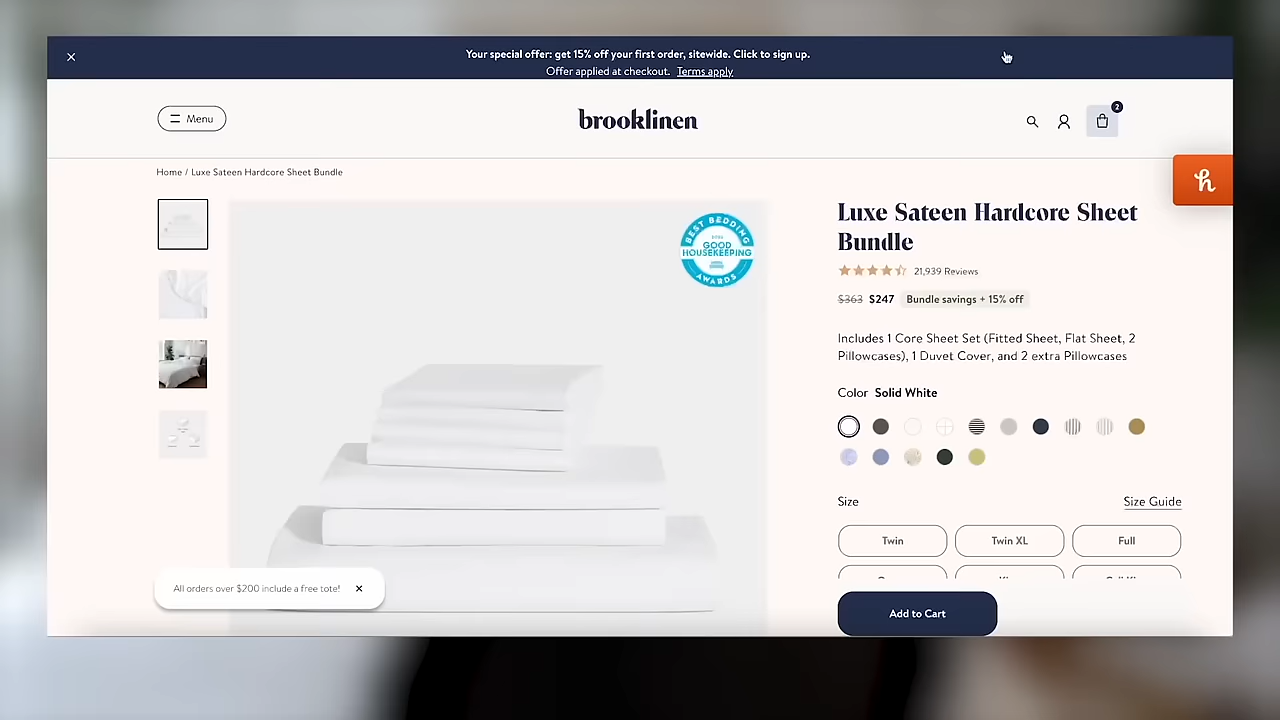 Your special offer: get 15% off your first order, sitewide. Click to sign up.
Offer applied at checkout. Terms apply
Menu
brooklinen
2
Home / Luxe Sateen Hardcore Sheet Bundle
h
BEST BEDDING
GOOD
HOUSEKEEPING
AWARDS
Luxe Sateen Hardcore Sheet
Bundle
21,939 Reviews
$363 $247 Bundle savings + 15% off
Includes 1 Core Sheet Set (Fitted Sheet, Flat Sheet, 2
Pillowcases), 1 Duvet Cover, and 2 extra Pillowcases
Color Solid White
Size
Size Guide
Twin
Twin XL
Full
All orders over $200 include a free tote!
Add to Cart